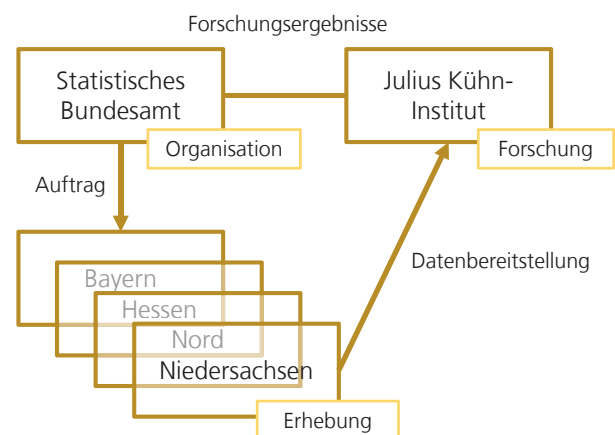 Forschungsergebnisse
Statistisches
Bundesamt
Organisation
Julius Kühn-
Institut
Forschung
Auftrag
Datenbereitstellung
Bayern
Hessen
Nord
Niedersachsen
Erhebung